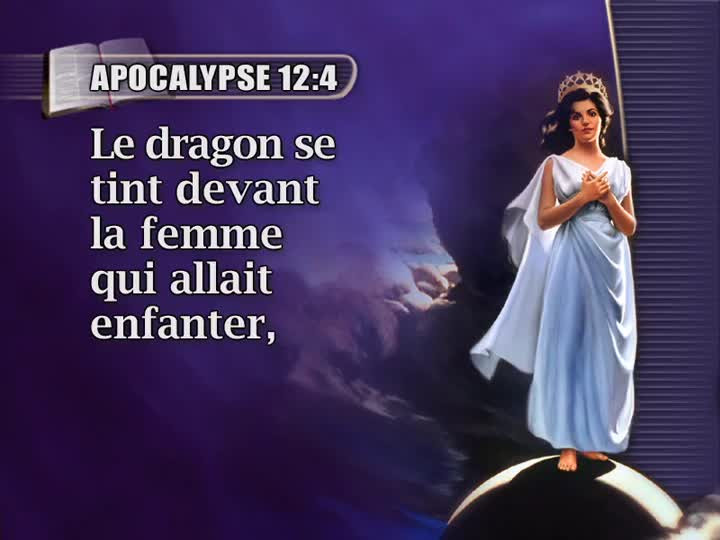 APOCALYPSE 12:4
Le dragon se
tint devant
la femme
qui allait
enfanter,